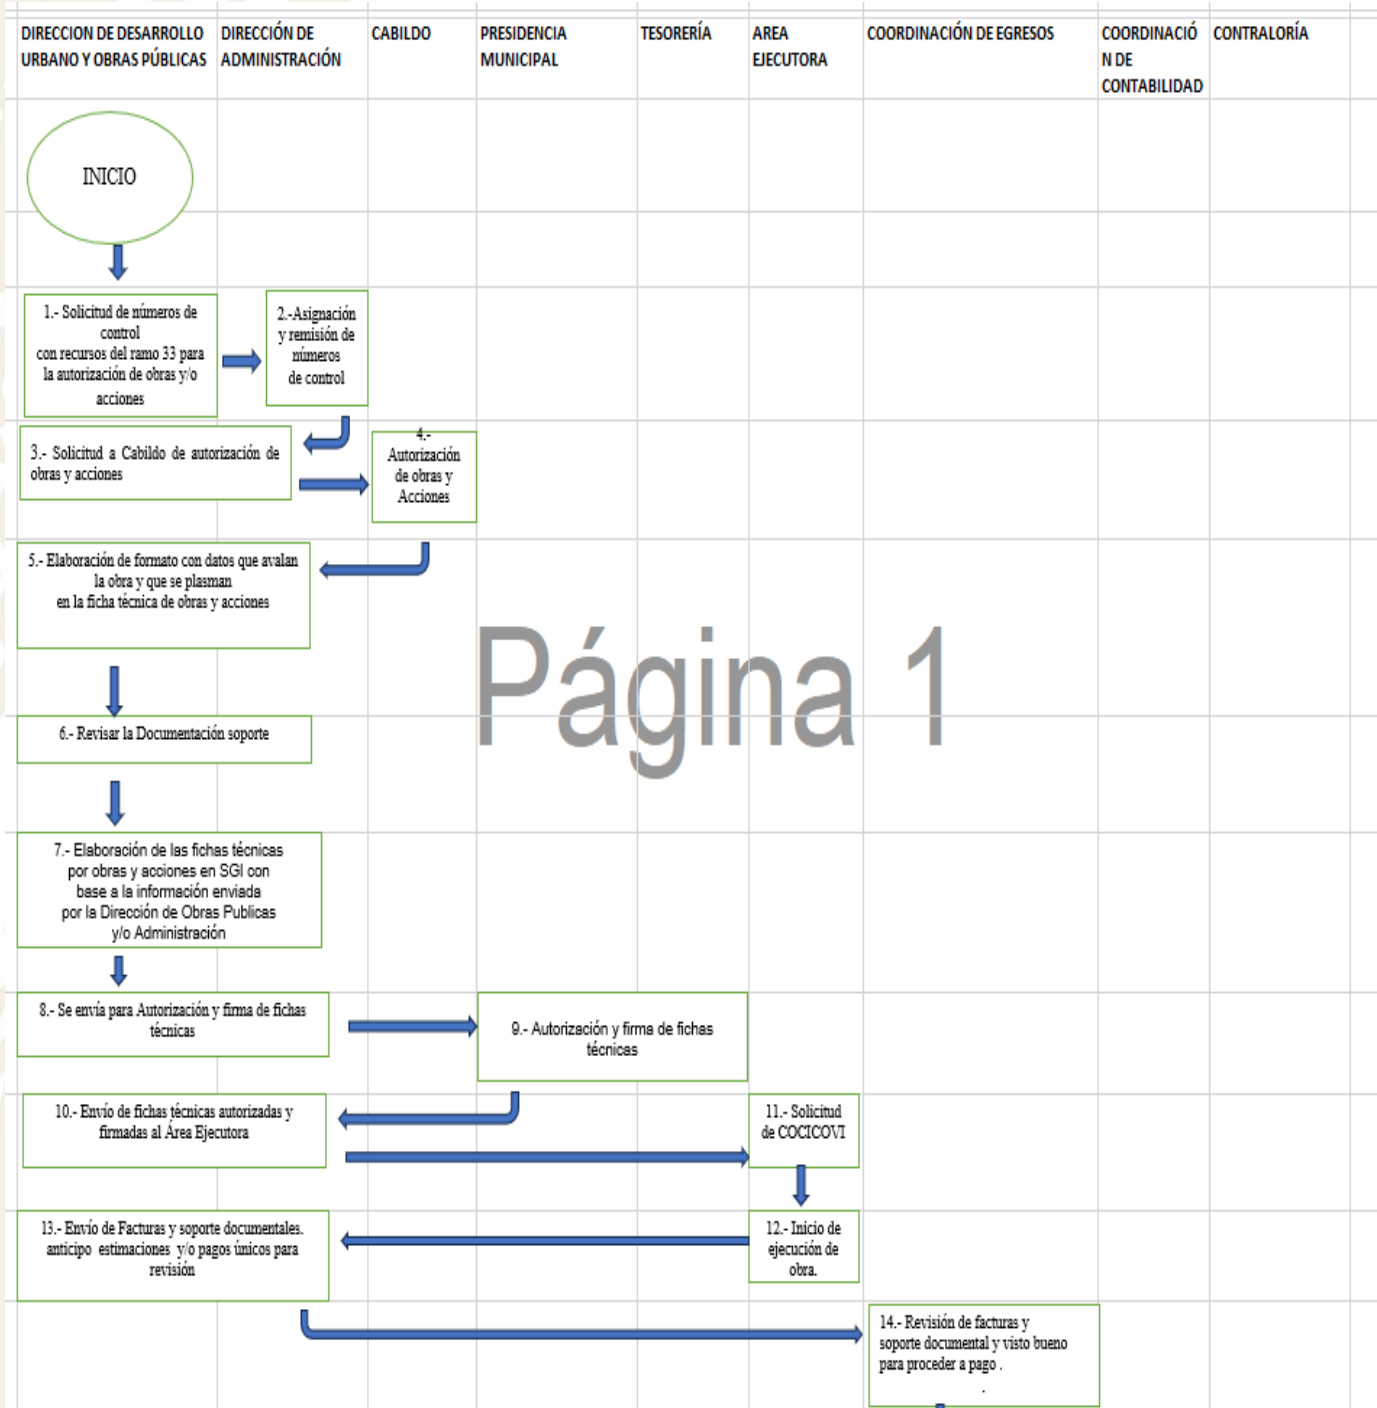 DIRECCION DE DESARROLLO
URBANO Y OBRAS PÚBLICAS
DIRECCIÓN DE
ADMINISTRACIÓN
CABILDO
PRESIDENCIA
MUNICIPAL
TESORERÍA
AREA
EJECUTORA
COORDINACIÓN DE EGRESOS
COORDINACIÓ
N DE
CONTABILIDAD
CONTRALORÍA
INICIO
1.- Solicitud de números de
control
con recursos del ramo 33 para
la autorización de obras y/o
acciones
2.-Asignación
y remisión de
números
de control
3.- Solicitud a Cabildo de autorización de
obras y acciones
4.-
Autorización
de obras y
Acciones
5.- Elaboración de formato con datos que avalan
la obra y que se plasman
en la ficha técnica de obras y acciones
Página 1
6.- Revisar la Documentación soporte
7.- Elaboración de las fichas técnicas
por obras y acciones en SGI con
base a la información enviada
por la Dirección de Obras Publicas
y/o Administración
8.- Se envía para Autorización y firma de fichas
técnicas
9.- Autorización y firma de fichas
técnicas
10.- Envío de fichas técnicas autorizadas y
firmadas al Área Ejecutora
11.- Solicitud
de COCICOVI
12.- Inicio de
ejecución de
obra.
13.- Envío de Facturas y soporte documentales.
anticipo estimaciones y/o pagos únicos para
revisión
14.- Revisión de facturas y
soporte documental y visto bueno
para proceder a pago .
.